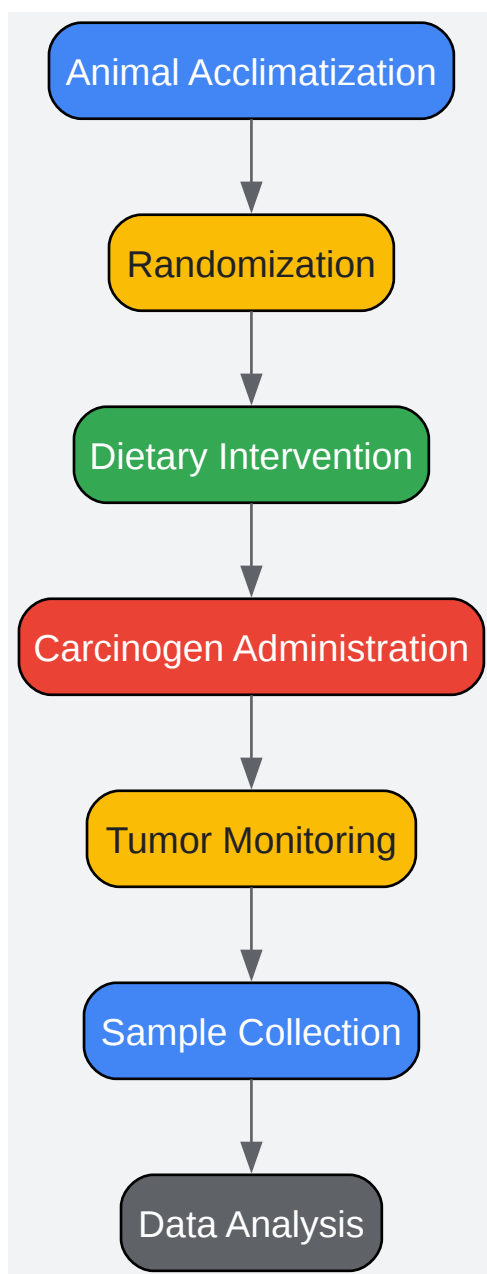 Animal Acclimatization
Randomization
Dietary Intervention
Carcinogen Administration
Tumor Monitoring
Sample Collection
Data Analysis